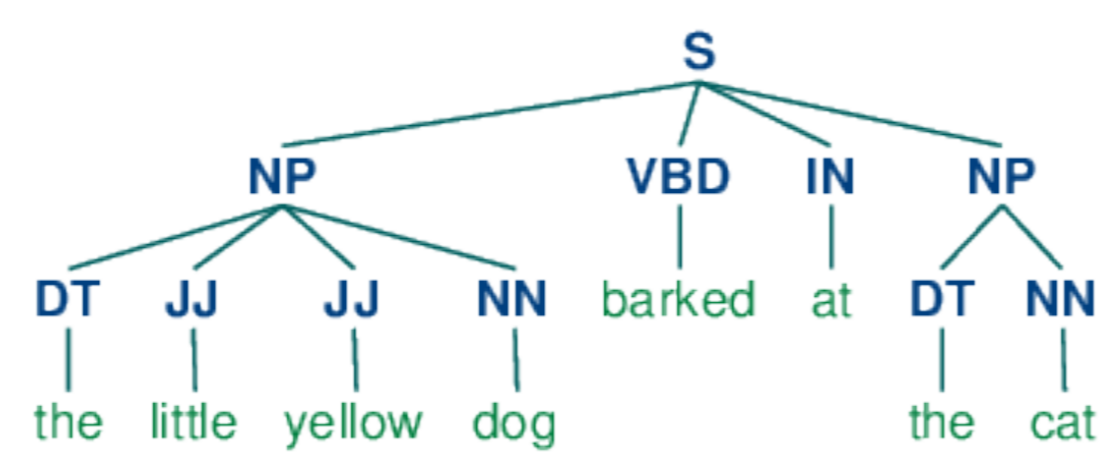 S
NP VBD IN NP
DT JJ JJ NN barked at DT NN
the little yellow dog the cat